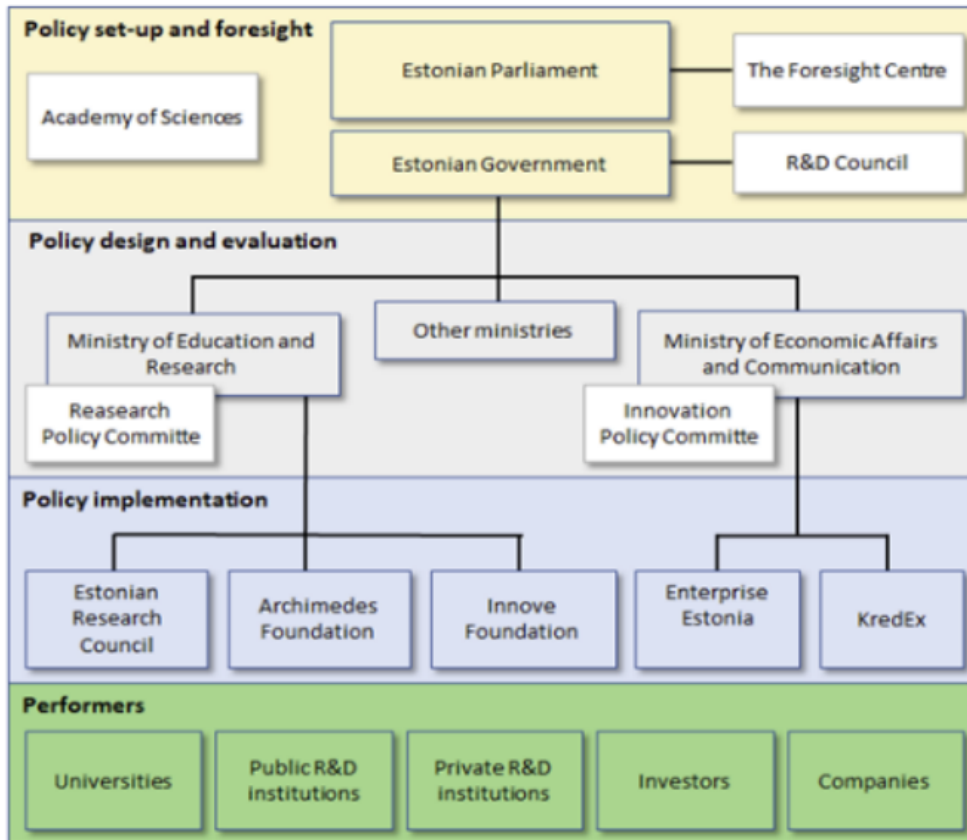 Policy set-up and foresight
Estonian Parliament
The Foresight Centre
Academy of Sciences
Estonian Government
R&D Council
Policy design and evaluation
Ministry of Education and
Research
Other ministries
Ministry of Economic Affairs
and Communication
Reasearch
Policy Committe
Innovation
Policy Committe
Policy implementation
Estonian
Research
Council
Archimedes
Foundation
Innove
Foundation
Enterprise
Estonia
KredEx
Performers
Universities
Public R&D
institutions
Private R&D
institutions
Investors
Companies